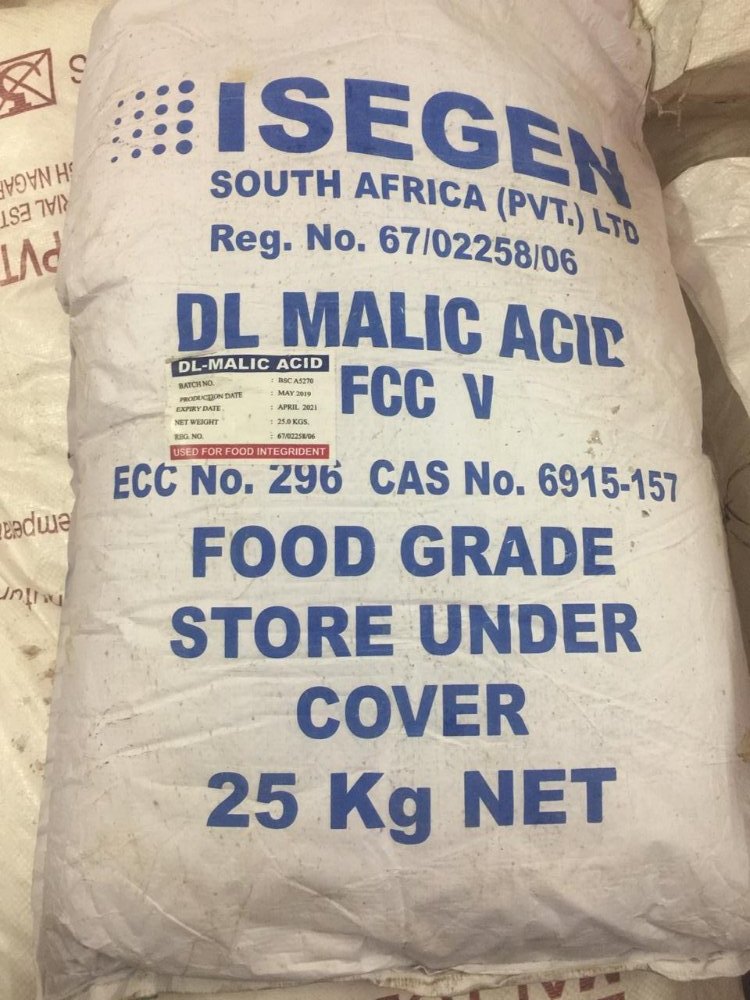 ISEGEN
SOUTH AFRICA (PVT.) LTD
Reg. No. 67/02258/06
DL MALIC ACID
FCC V
DL-MALIC ACID
BATCH NO. : BSC A5270
PRODUCTION DATE : MAY 2019
EXPIRY DATE : APRIL 2021
NET WEIGHT : 25.0 KGS.
REG. NO. : 67/02258/06
USED FOR FOOD INTEGRIDENT
ECC No. 296 CAS No. 6915-157
FOOD GRADE
STORE UNDER
COVER
25 Kg NET